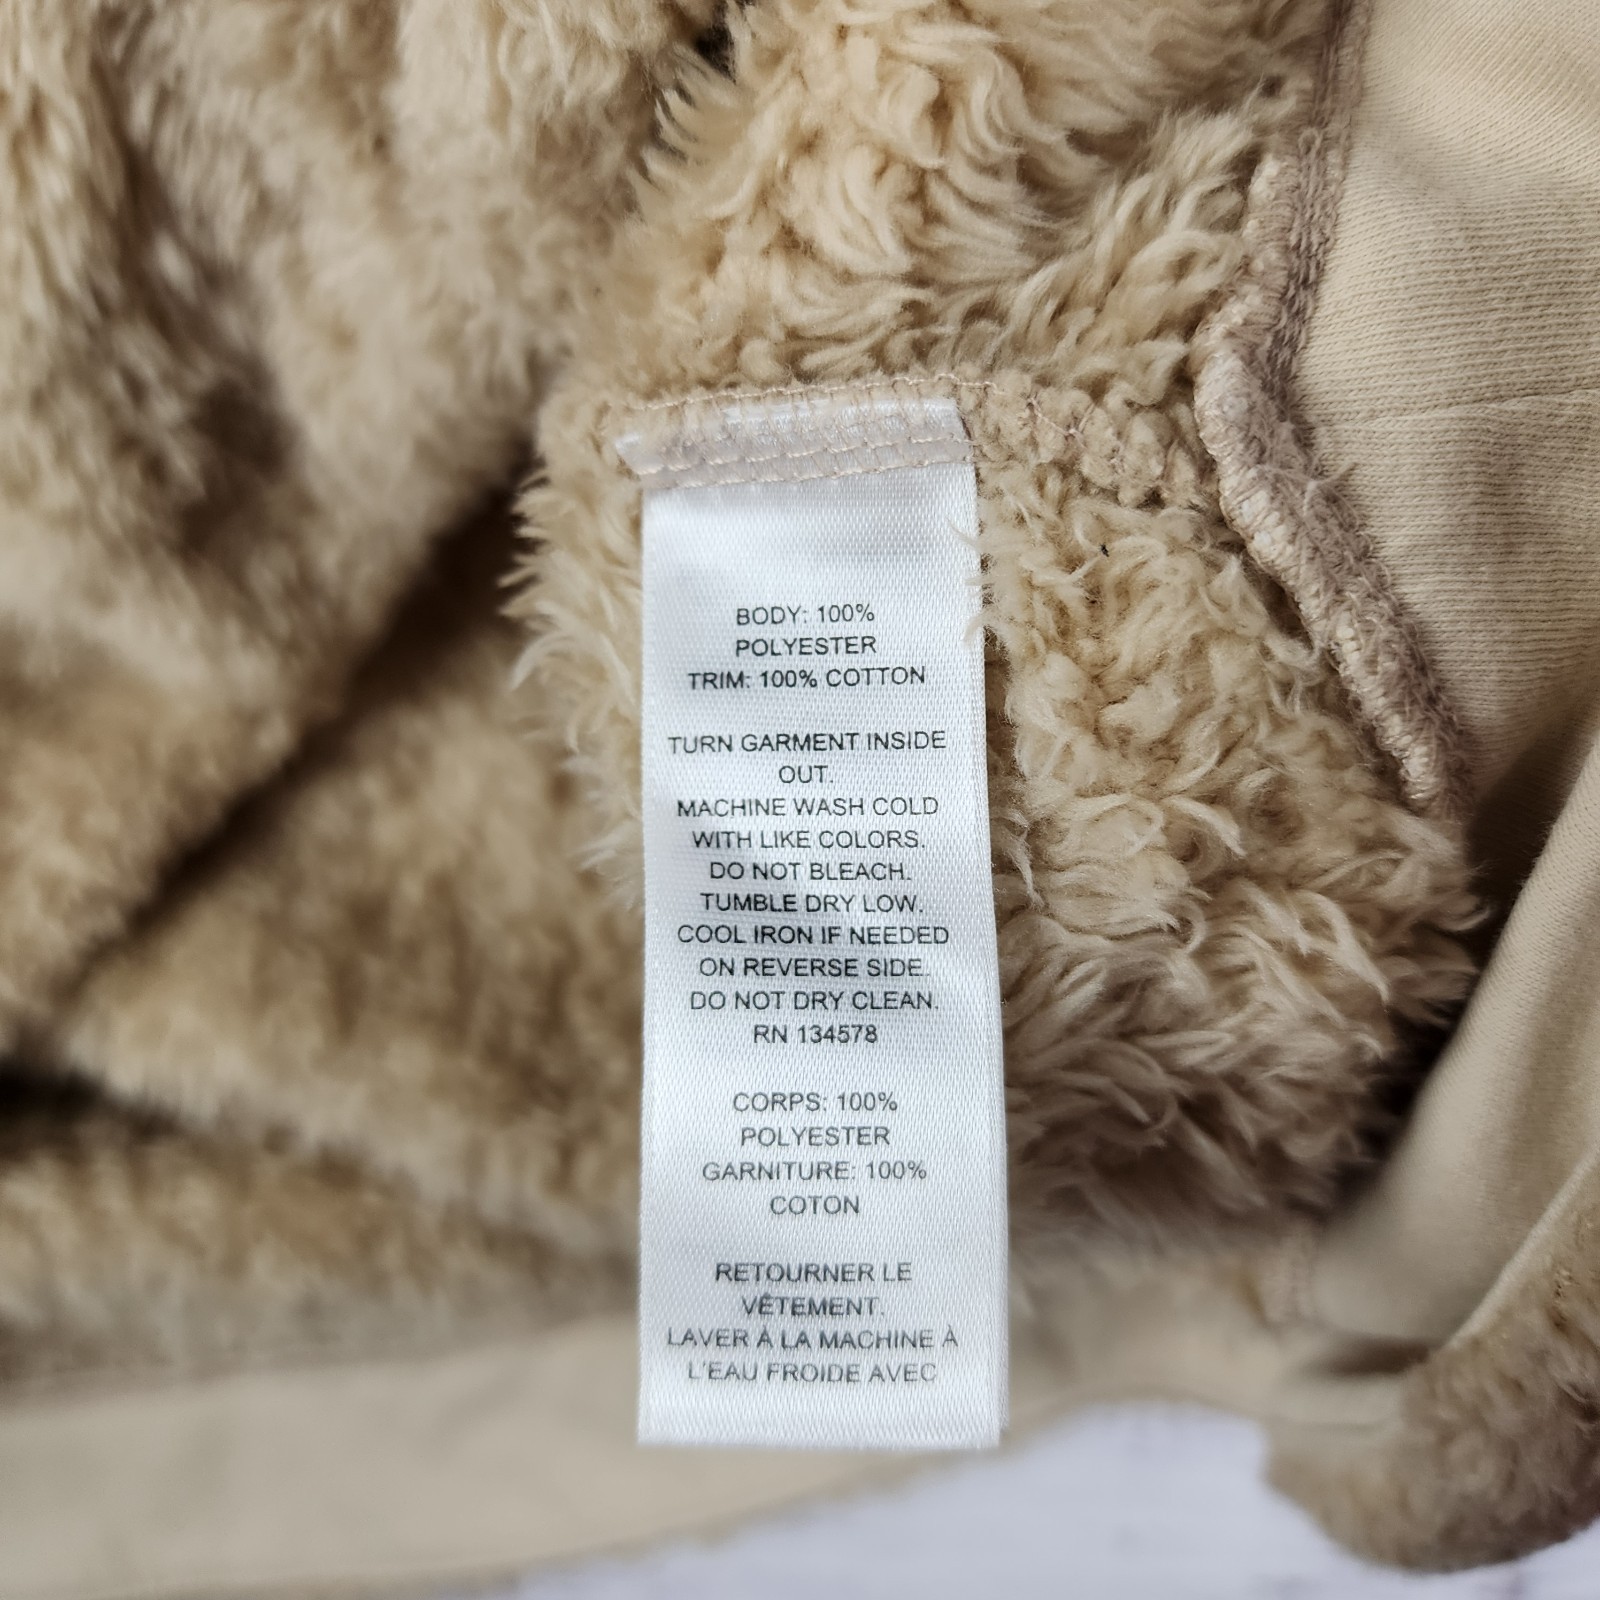 BODY: 100%
POLYESTER
TRIM: 100% COTTON
TURN GARMENT INSIDE
OUT.
MACHINE WASH COLD
WITH LIKE COLORS.
DO NOT BLEACH.
TUMBLE DRY LOW.
COOL IRON IF NEEDED
ON REVERSE SIDE.
DO NOT DRY CLEAN.
RN 134578
CORPS: 100%
POLYESTER
GARNITURE: 100%
COTON
RETOURNER LE
VÊTEMENT.
LAVER À LA MACHINE À
L'EAU FROIDE AVEC